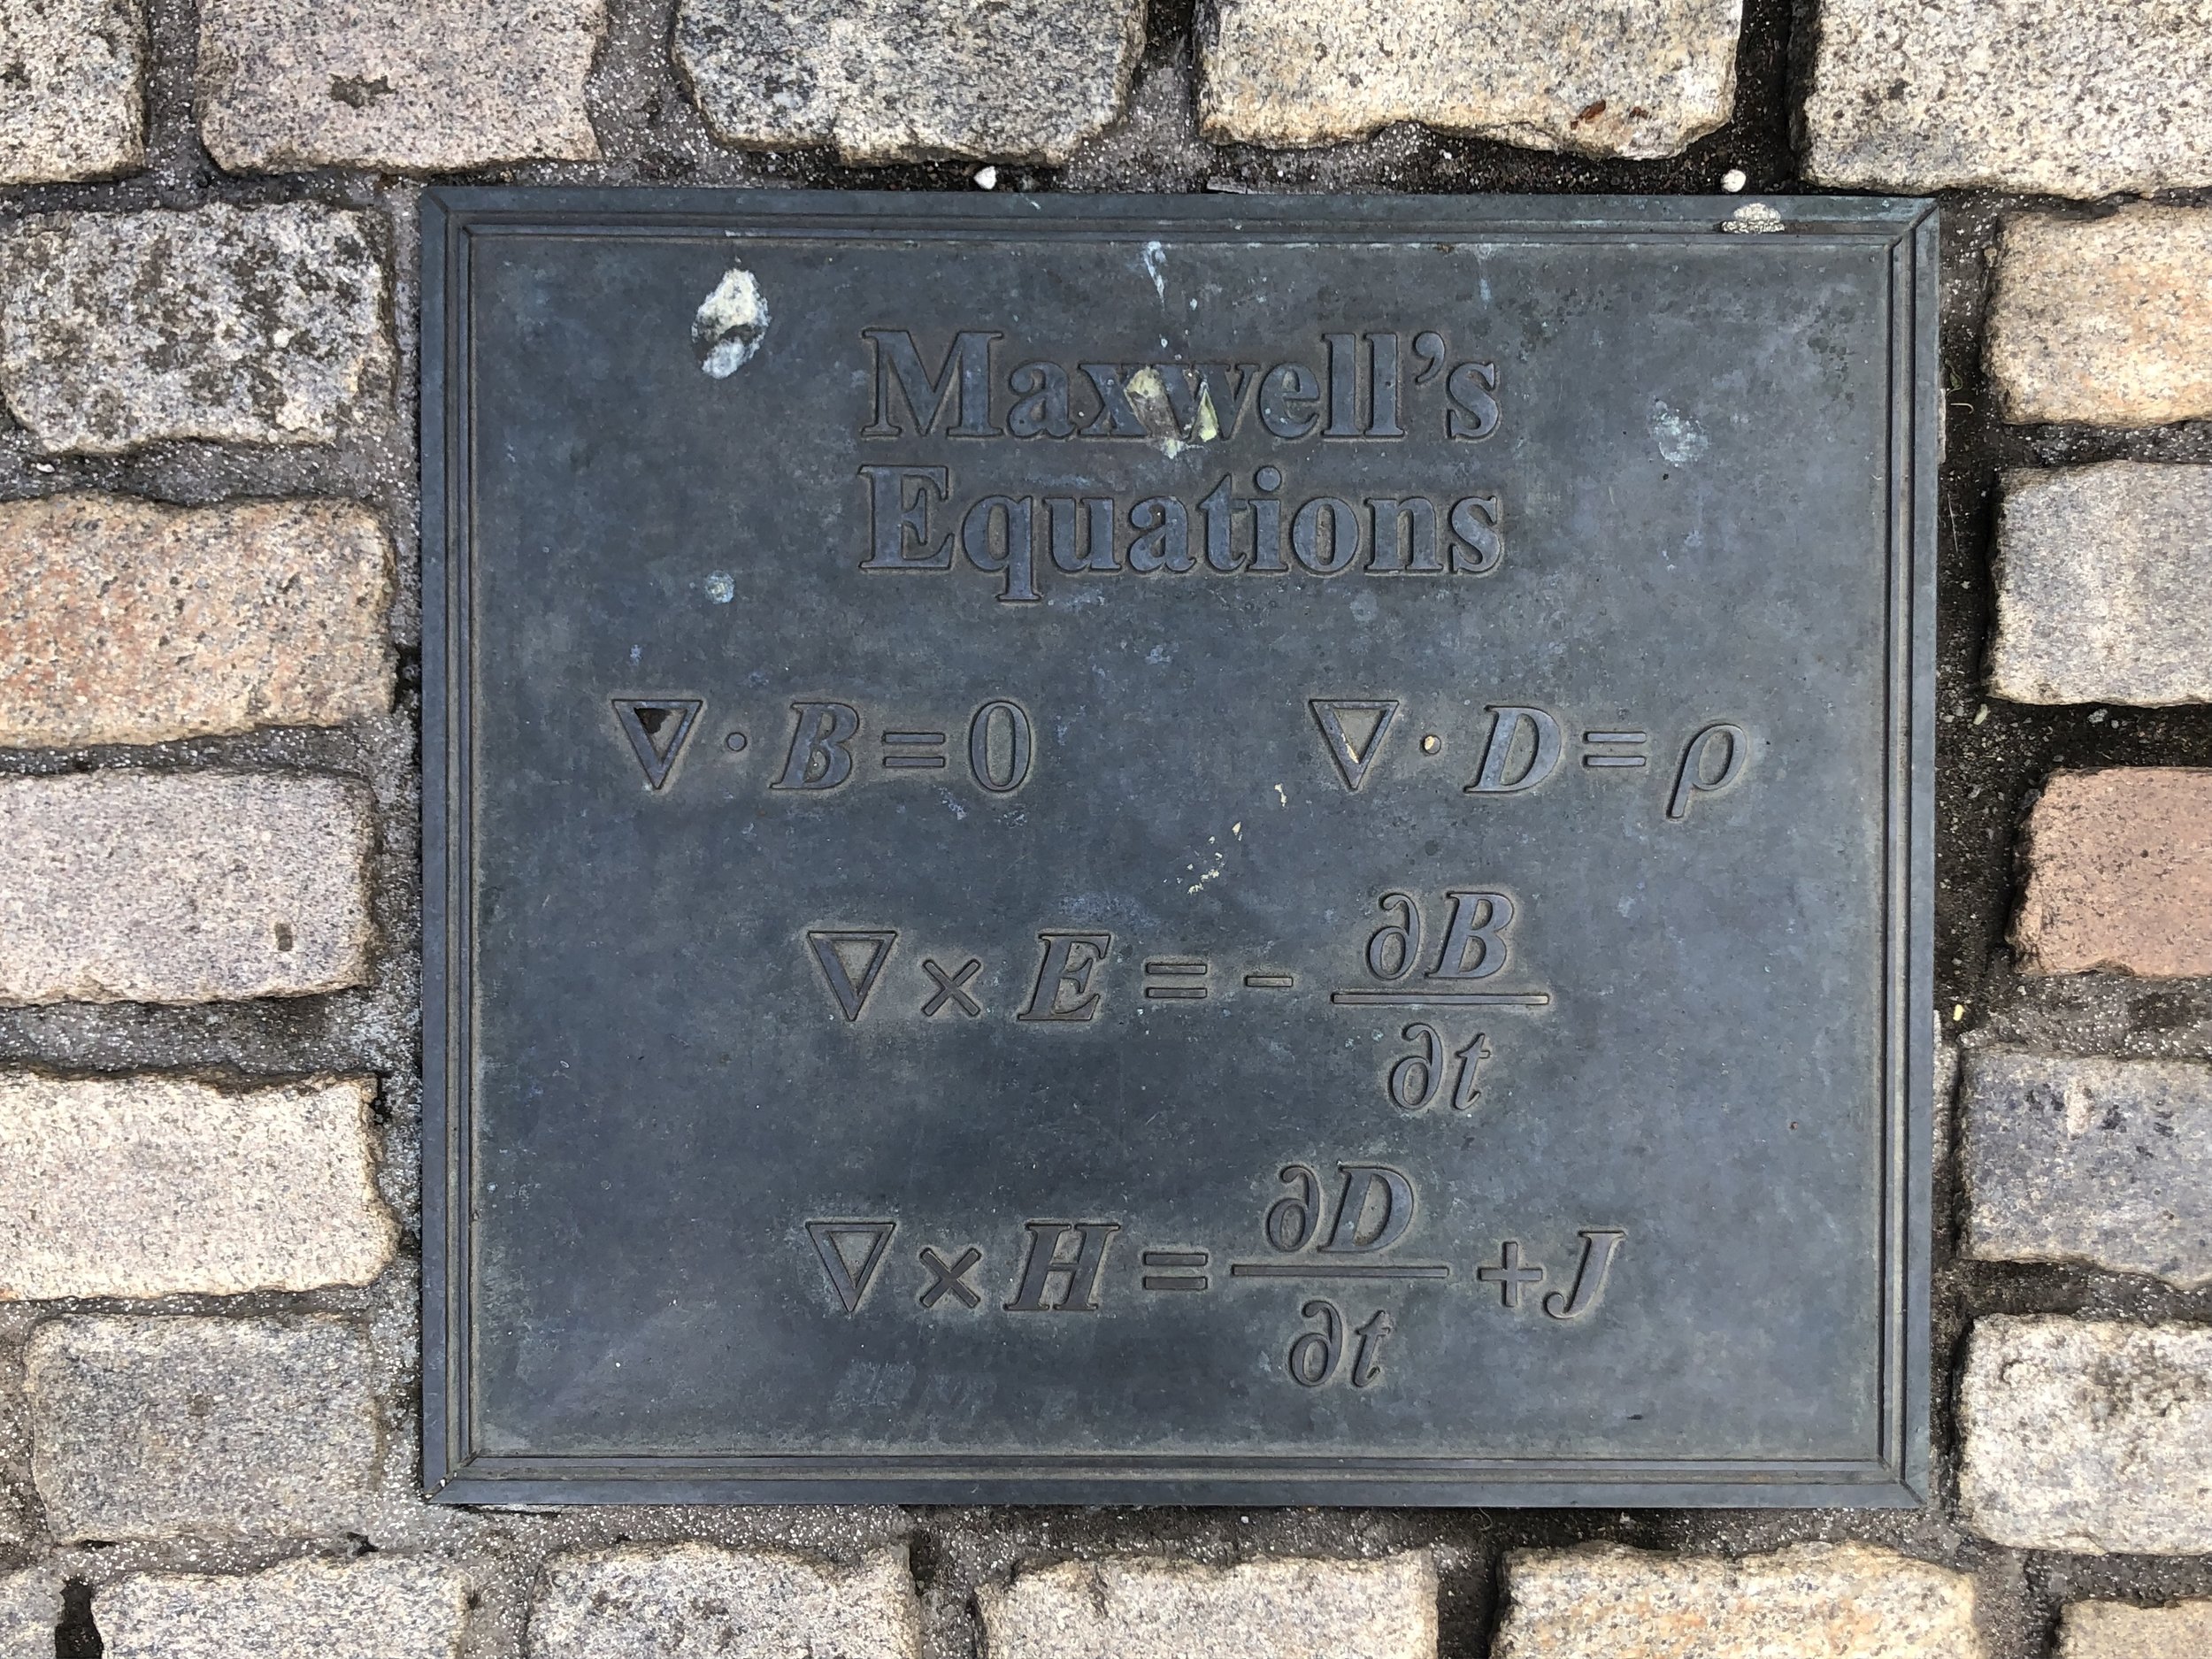 Maxwell's
Equations
∇·B=0 ∇·D=ρ
∇×E=-∂B/∂t
∇×H=∂D/∂t+J